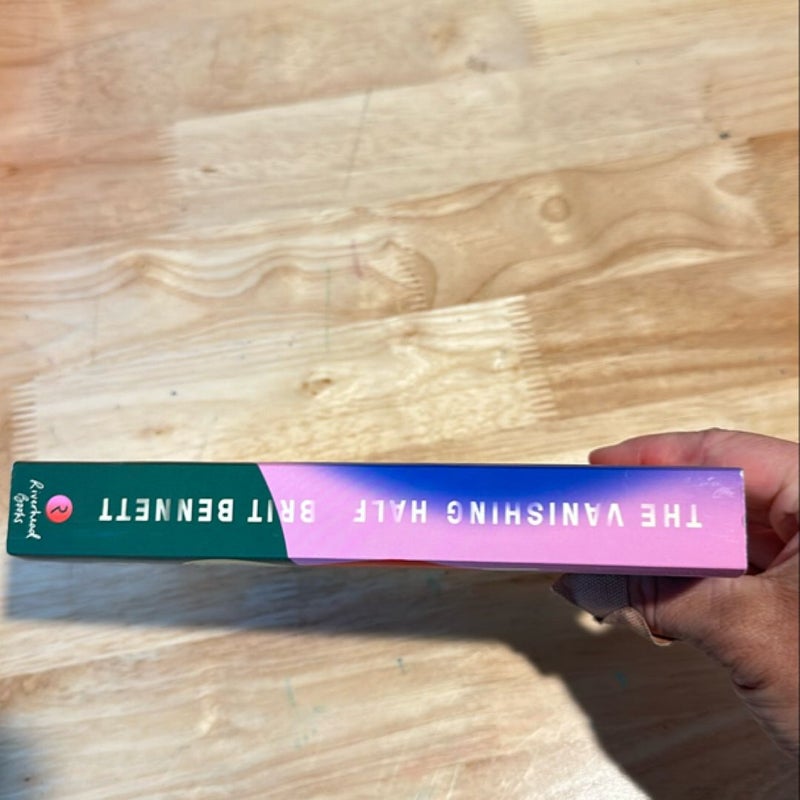 THE VANISHING HALF BRIT BENNETT
R
Riverhead
Books